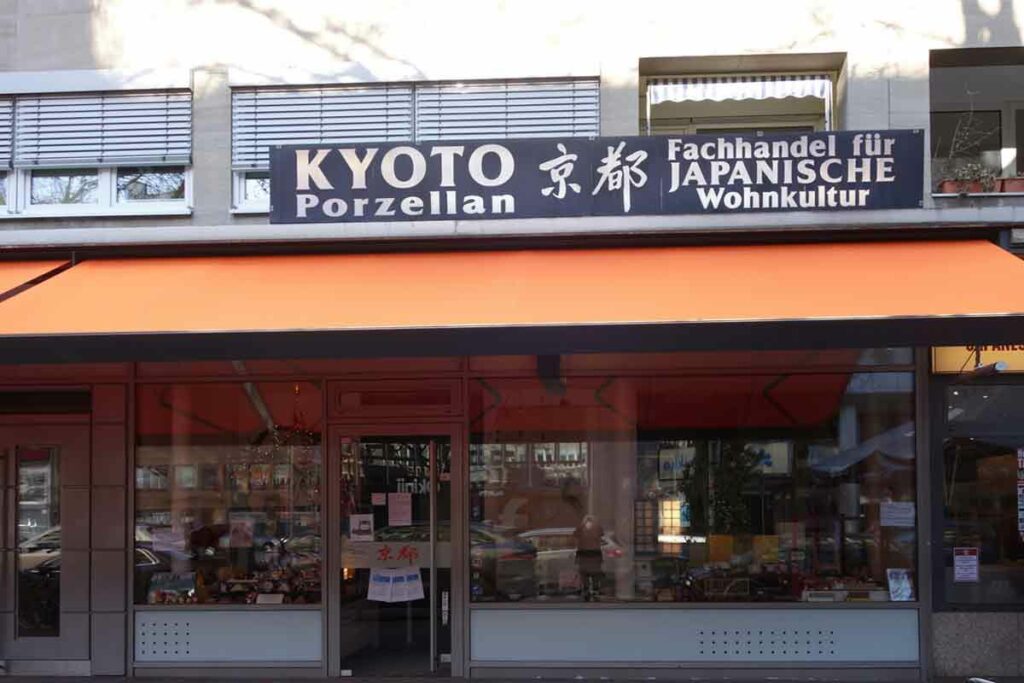 KYOTO
Porzellan
京都
Fachhandel für
JAPANISCHE
Wohnkultur
京都